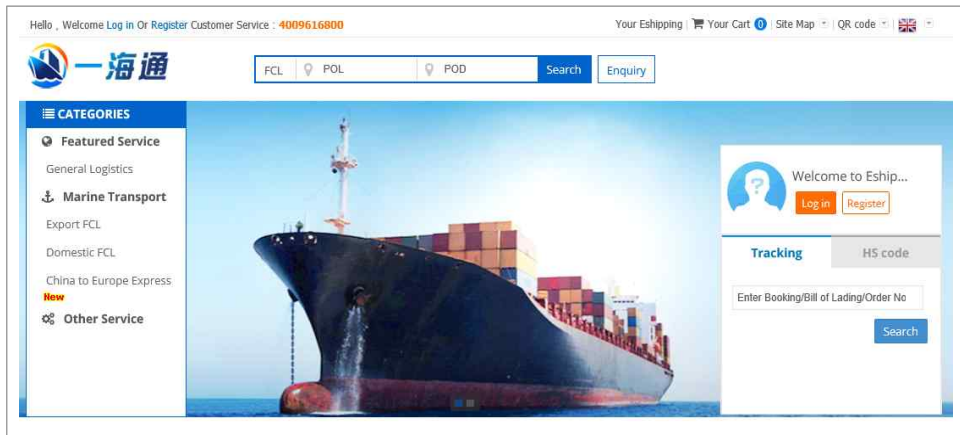 Hello , Welcome Log in Or Register Customer Service : 4009616800
Your Eshipping Your Cart 0 Site Map QR code
一海通
FCL POL POD Search Enquiry
CATEGORIES
Featured Service
General Logistics
Marine Transport
Export FCL
Domestic FCL
China to Europe Express
New
Other Service
Welcome to Eship...
Log in Register
Tracking HS code
Enter Booking/Bill of Lading/Order No
Search